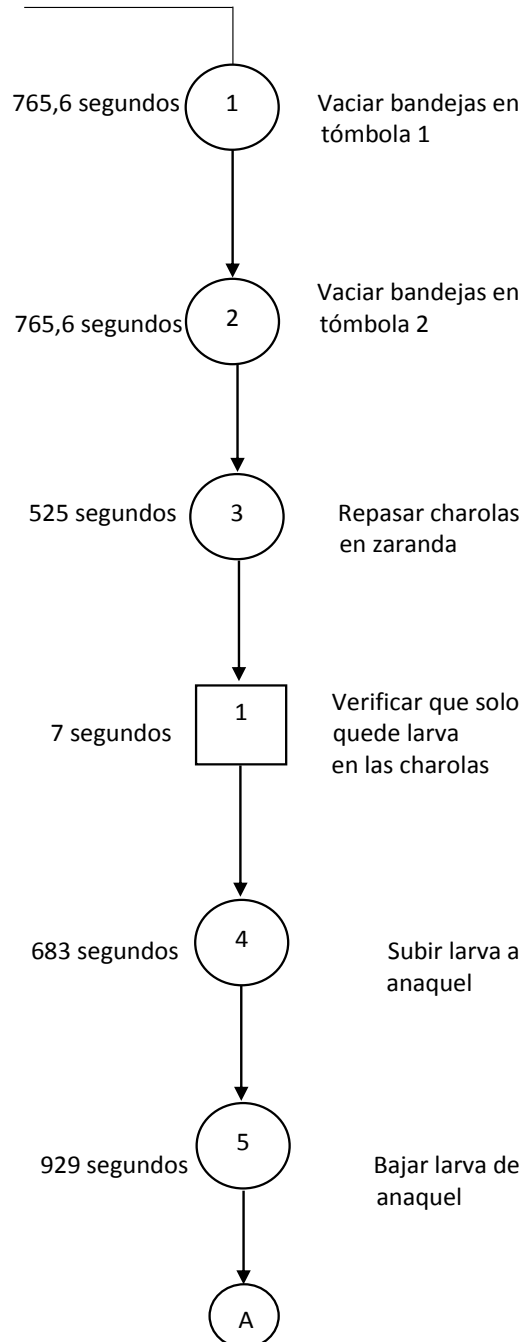 765,6 segundos
1
Vaciar bandejas en
tómbola 1
765,6 segundos
2
Vaciar bandejas en
tómbola 2
525 segundos
3
Repasar charolas
en zaranda
7 segundos
1
Verificar que solo
quede larva
en las charolas
683 segundos
4
Subir larva a
anaquel
929 segundos
5
Bajar larva de
anaquel
A